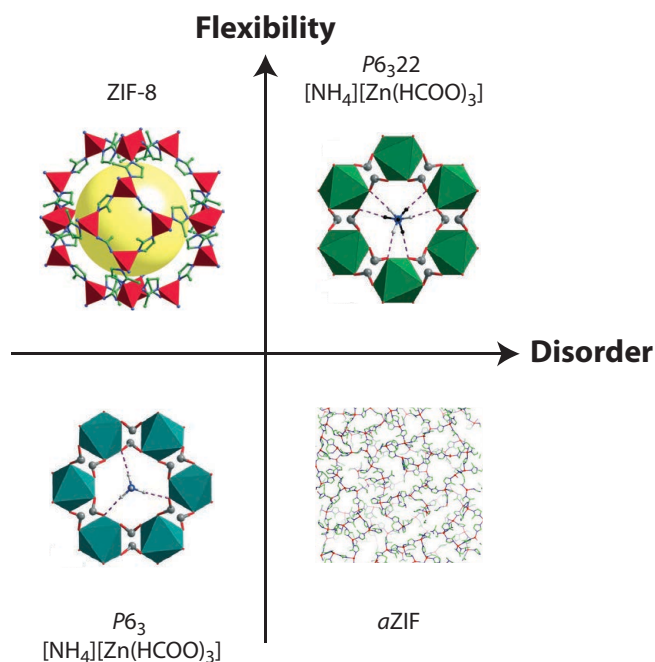 Flexibility
ZIF-8
P6₃22
[NH₄][Zn(HCOO)₃]
Disorder
P6₃
[NH₄][Zn(HCOO)₃]
aZIF